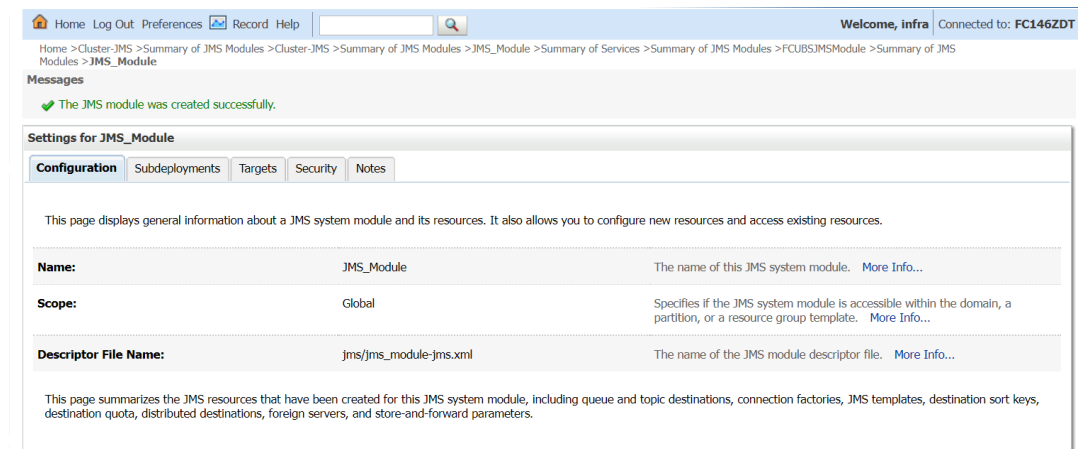 Home Log Out Preferences Record Help
Welcome, infra Connected to: FC146ZDT
Home >Cluster-JMS >Summary of JMS Modules >Cluster-JMS >Summary of JMS Modules >JMS_Module >Summary of Services >Summary of JMS Modules >FCUBSJMSModule >Summary of JMS
Modules >JMS_Module
Messages
The JMS module was created successfully.
Settings for JMS_Module
Configuration Subdeployments Targets Security Notes
This page displays general information about a JMS system module and its resources. It also allows you to configure new resources and access existing resources.
Name: JMS_Module The name of this JMS system module. More Info...
Scope: Global Specifies if the JMS system module is accessible within the domain, a
partition, or a resource group template. More Info...
Descriptor File Name: jms/jms_module-jms.xml The name of the JMS module descriptor file. More Info...
This page summarizes the JMS resources that have been created for this JMS system module, including queue and topic destinations, connection factories, JMS templates, destination sort keys,
destination quota, distributed destinations, foreign servers, and store-and-forward parameters.